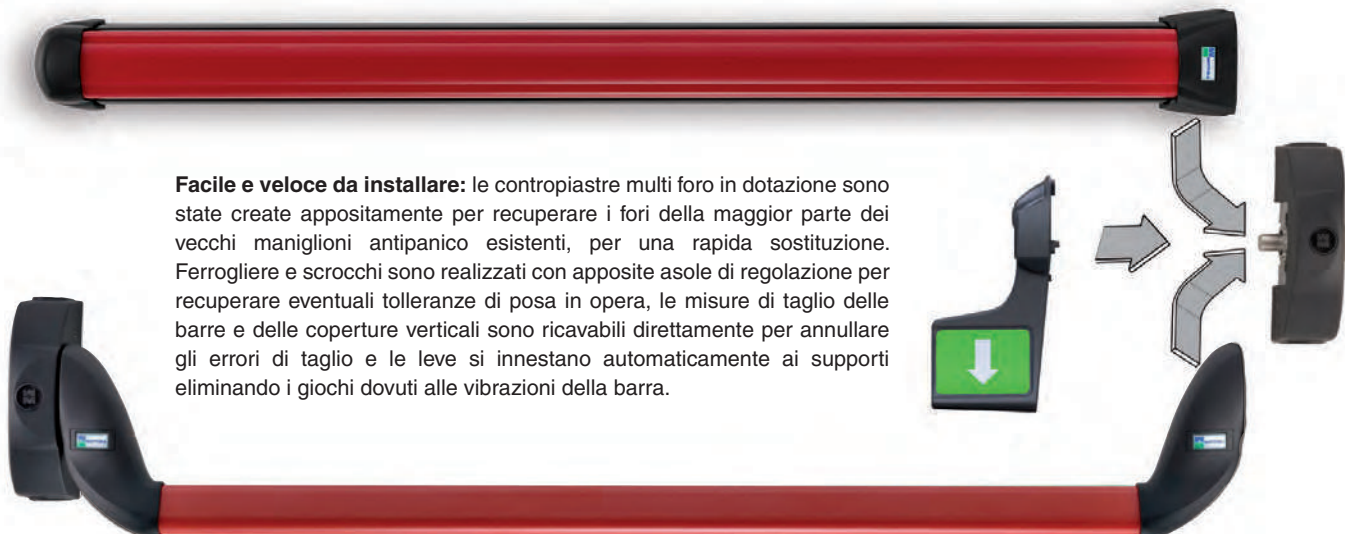 Facile e veloce da installare: le contropiastre multi foro in dotazione sono
state create appositamente per recuperare i fori della maggior parte dei
vecchi maniglioni antipanico esistenti, per una rapida sostituzione.
Ferrogliere e scrocchi sono realizzati con apposite asole di regolazione per
recuperare eventuali tolleranze di posa in opera, le misure di taglio delle
barre e delle coperture verticali sono ricavabili direttamente per annullare
gli errori di taglio e le leve si innestano automaticamente ai supporti
eliminando i giochi dovuti alle vibrazioni della barra.